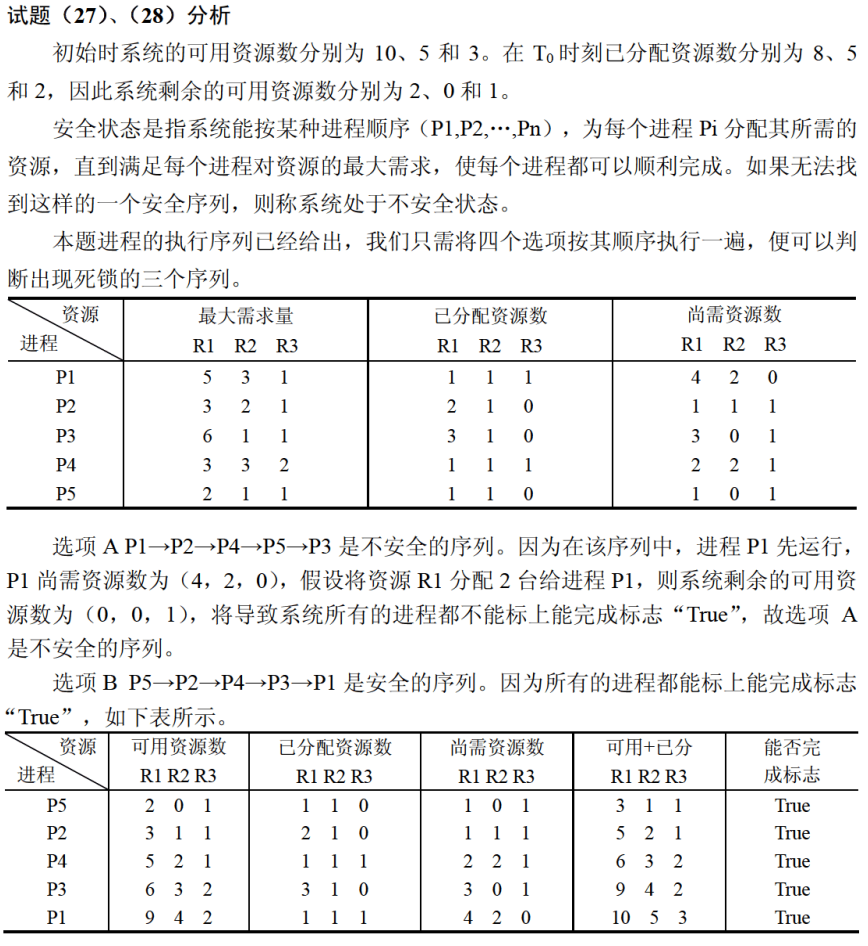 试题（27）、（28）分析
初始时系统的可用资源数分别为 10、5 和 3。在 T0 时刻已分配资源数分别为 8、5
和 2，因此系统剩余的可用资源数分别为 2、0 和 1。
安全状态是指系统能按某种进程顺序（P1,P2,…,Pn），为每个进程 Pi 分配其所需的
资源，直到满足每个进程对资源的最大需求，使每个进程都可以顺利完成。如果无法找
到这样的一个安全序列，则称系统处于不安全状态。
本题进程的执行序列已经给出，我们只需将四个选项按其顺序执行一遍，便可以判
断出现死锁的三个序列。
资源 最大需求量 已分配资源数 尚需资源数
进程 R1 R2 R3 R1 R2 R3 R1 R2 R3
P1 5 3 1 1 1 1 4 2 0
P2 3 2 1 2 1 0 1 1 1
P3 6 1 1 3 1 0 3 0 1
P4 3 3 2 1 1 1 2 2 1
P5 2 1 1 1 1 0 1 0 1
选项 A P1→P2→P4→P5→P3 是不安全的序列。因为在该序列中，进程 P1 先运行，
P1 尚需资源数为（4，2，0），假设将资源 R1 分配 2 台给进程 P1，则系统剩余的可用资
源数为（0，0，1），将导致系统所有的进程都不能标上能完成标志“True”，故选项 A
是不安全的序列。
选项 B P5→P2→P4→P3→P1 是安全的序列。因为所有的进程都能标上能完成标志
“True”，如下表所示。
资源 可用资源数 已分配资源数 尚需资源数 可用+已分 能否完
进程 R1 R2 R3 R1 R2 R3 R1 R2 R3 R1 R2 R3 成标志
P5 2 0 1 1 1 0 1 0 1 3 1 1 True
P2 3 1 1 2 1 0 1 1 1 5 2 1 True
P4 5 2 1 1 1 1 2 2 1 6 3 2 True
P3 6 3 2 3 1 0 3 0 1 9 4 2 True
P1 9 4 2 1 1 1 4 2 0 10 5 3 True